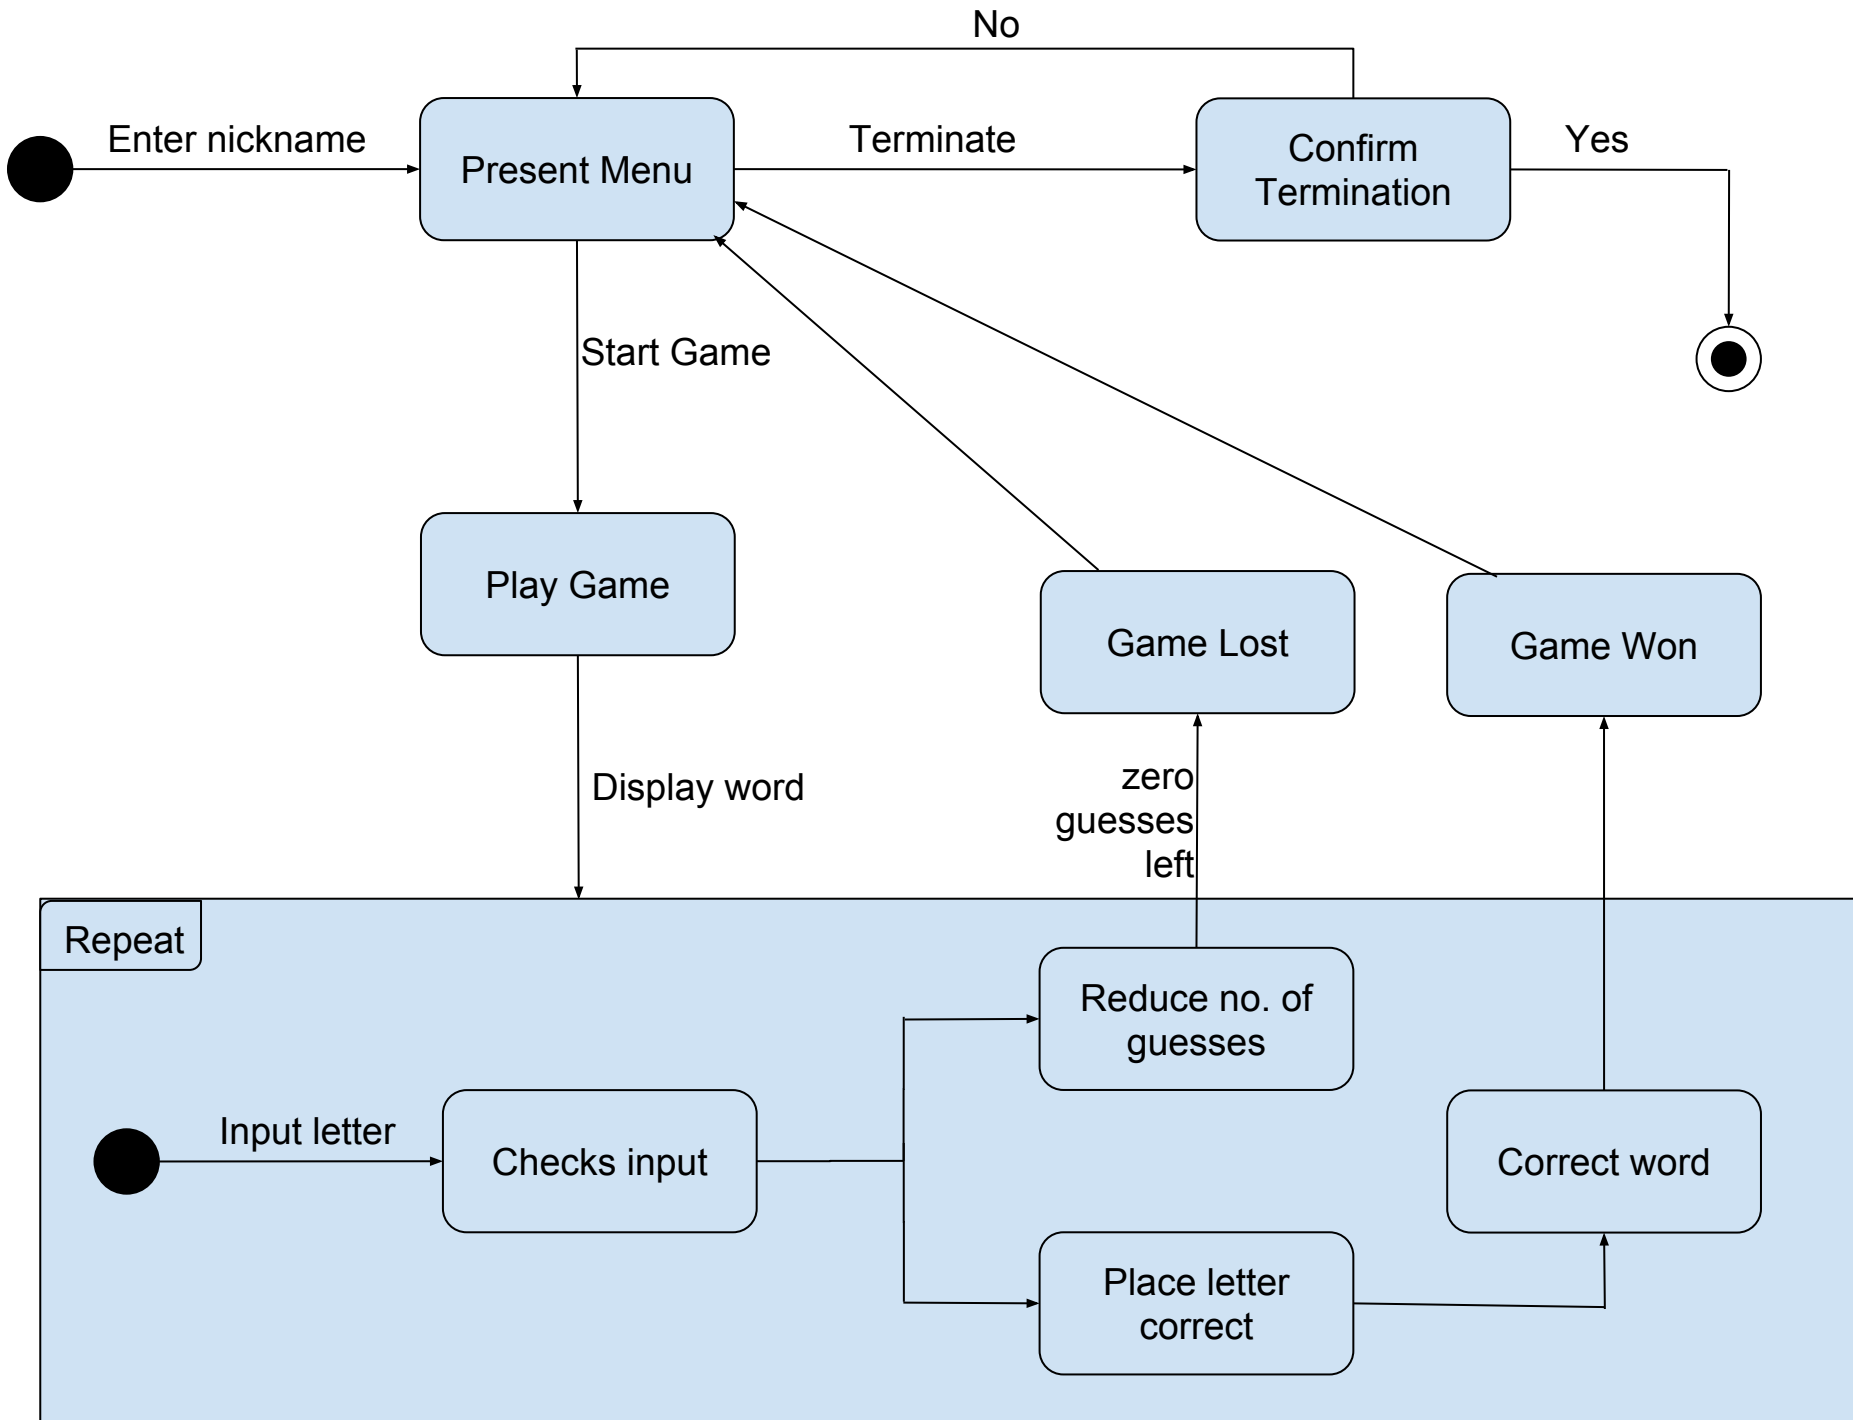 No
Enter nickname
Present Menu
Terminate
Confirm
Termination
Yes
Start Game
Play Game
Game Lost
Game Won
Display word
zero
guesses
left
Repeat
Reduce no. of
guesses
Input letter
Checks input
Correct word
Place letter
correct